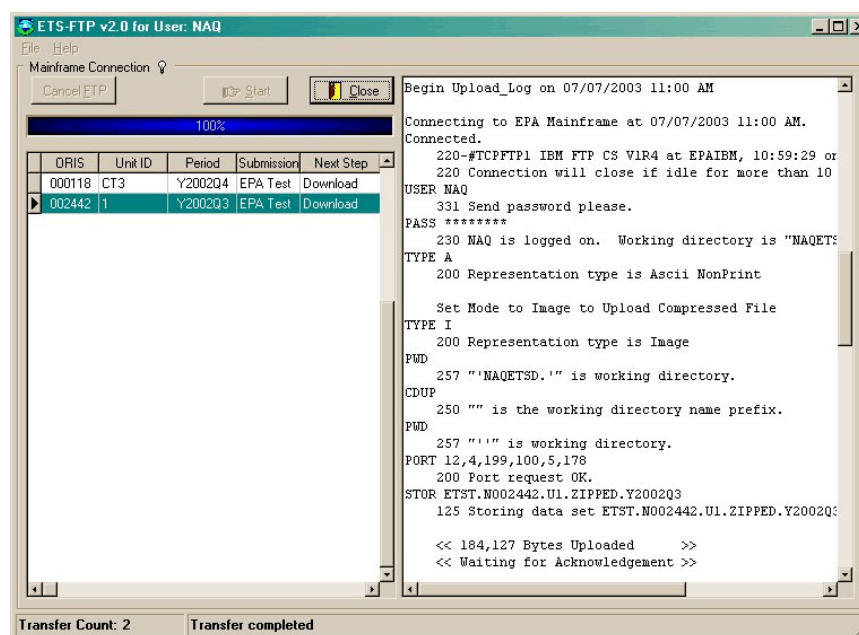 ETS-FTP v2.0 for User: NAQ
File Help
Mainframe Connection
Cancel FTP Start Close
100%
ORIS Unit ID Period Submission Next Step
000118 CT3 Y2002Q4 EPA Test Download
002442 1 Y2002Q3 EPA Test Download
Begin Upload_Log on 07/07/2003 11:00 AM
Connecting to EPA Mainframe at 07/07/2003 11:00 AM.
Connected.
220-#TCPFTP1 IBM FTP CS V1R4 at EPAIBM, 10:59:29 or
220 Connection will close if idle for more than 10
USER NAQ
331 Send password please.
PASS ********
230 NAQ is logged on. Working directory is "NAQETS
TYPE A
200 Representation type is Ascii NonPrint
Set Mode to Image to Upload Compressed File
TYPE I
200 Representation type is Image
PWD
257 "'NAQETSD.'" is working directory.
CDUP
250 "" is the working directory name prefix.
PWD
257 "''" is working directory.
PORT 12,4,199,100,5,178
200 Port request OK.
STOR ETST.N002442.U1.ZIPPED.Y2002Q3
125 Storing data set ETST.N002442.U1.ZIPPED.Y2002Q3
<< 184,127 Bytes Uploaded >>
<< Waiting for Acknowledgement >>
Transfer Count: 2 Transfer completed